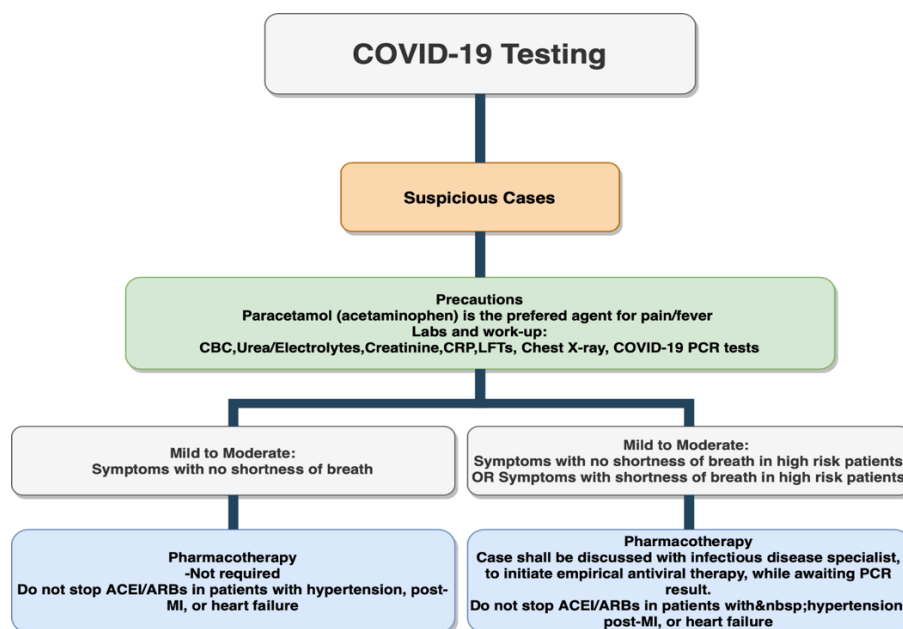 COVID-19 Testing
Suspicious Cases
Precautions
Paracetamol (acetaminophen) is the prefered agent for pain/fever
Labs and work-up:
CBC,Urea/Electrolytes,Creatinine,CRP,LFTs, Chest X-ray, COVID-19 PCR tests
Mild to Moderate:
Symptoms with no shortness of breath
Mild to Moderate:
Symptoms with no shortness of breath in high risk patients
OR Symptoms with shortness of breath in high risk patients
Pharmacotherapy
-Not required
Do not stop ACEI/ARBs in patients with hypertension, post-
MI, or heart failure
Pharmacotherapy
Case shall be discussed with infectious disease specialist,
to initiate empirical antiviral therapy, while awaiting PCR
result.
Do not stop ACEI/ARBs in patients with&nbsp;hypertension
post-MI, or heart failure